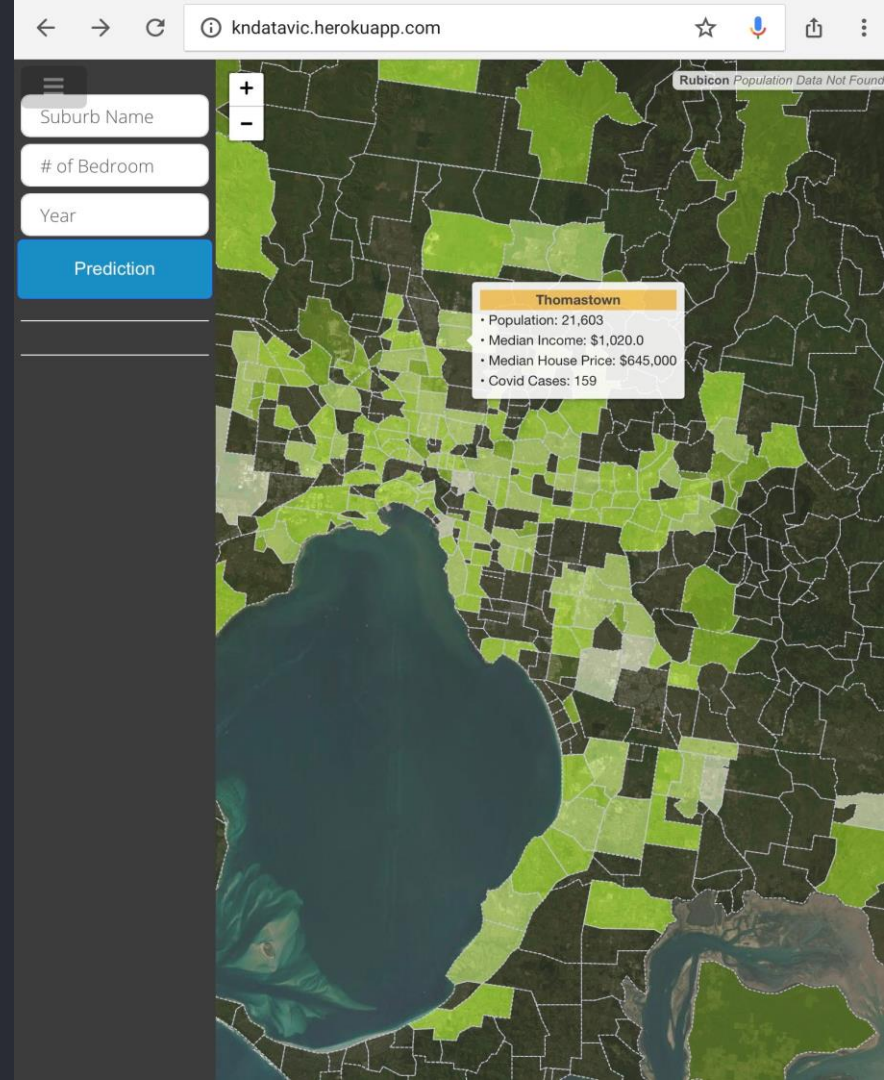 kndatavic.herokuapp.com
Suburb Name
# of Bedroom
Year
Prediction
+
−
Rubicon Population Data Not Found
Thomastown
• Population: 21,603
• Median Income: $1,020.0
• Median House Price: $645,000
• Covid Cases: 159